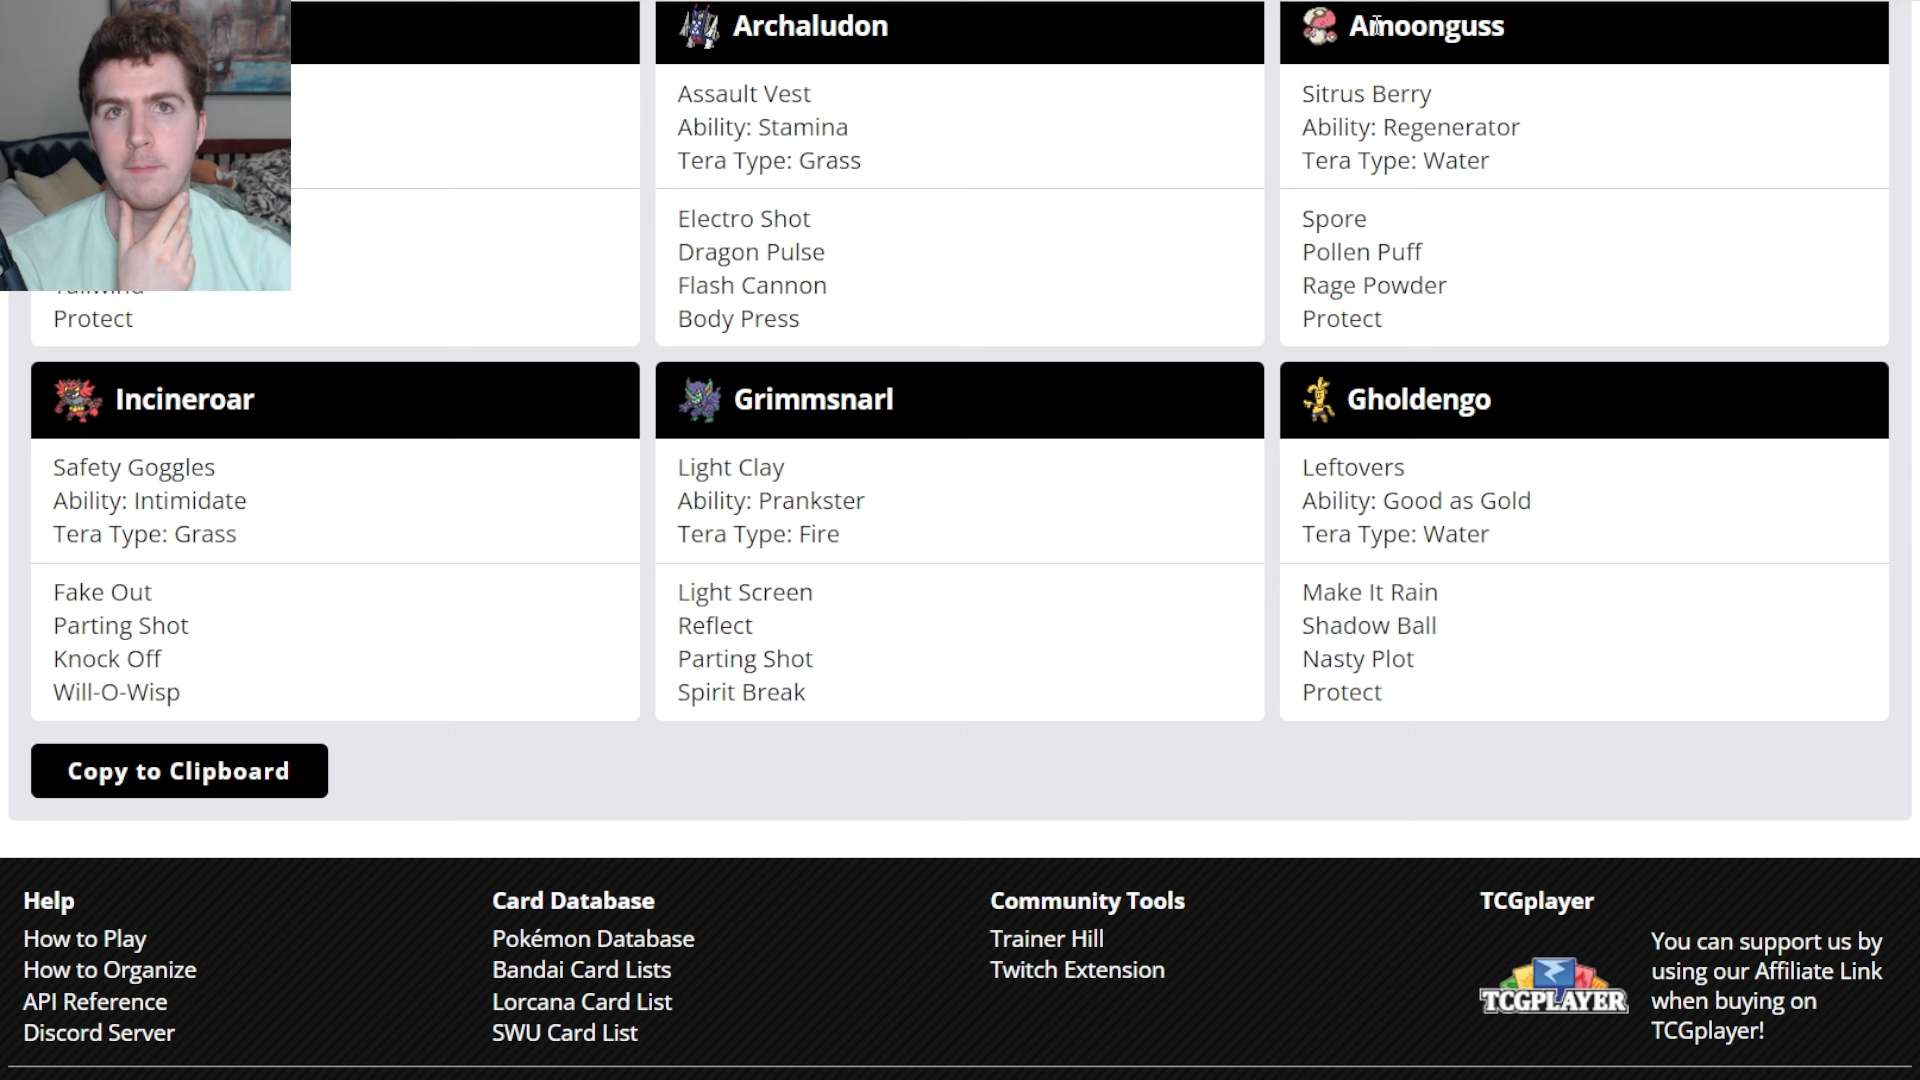 Archaludon
Assault Vest
Ability: Stamina
Tera Type: Grass
Electro Shot
Dragon Pulse
Flash Cannon
Body Press
Amoonguss
Sitrus Berry
Ability: Regenerator
Tera Type: Water
Spore
Pollen Puff
Rage Powder
Protect
Protect
Incineroar
Safety Goggles
Ability: Intimidate
Tera Type: Grass
Fake Out
Parting Shot
Knock Off
Will-O-Wisp
Grimmsnarl
Light Clay
Ability: Prankster
Tera Type: Fire
Light Screen
Reflect
Parting Shot
Spirit Break
Gholdengo
Leftovers
Ability: Good as Gold
Tera Type: Water
Make It Rain
Shadow Ball
Nasty Plot
Protect
Copy to Clipboard
Help
How to Play
How to Organize
API Reference
Discord Server
Card Database
Pokémon Database
Bandai Card Lists
Lorcana Card List
SWU Card List
Community Tools
Trainer Hill
Twitch Extension
TCGplayer
TCGPLAYER
You can support us by
using our Affiliate Link
when buying on
TCGplayer!